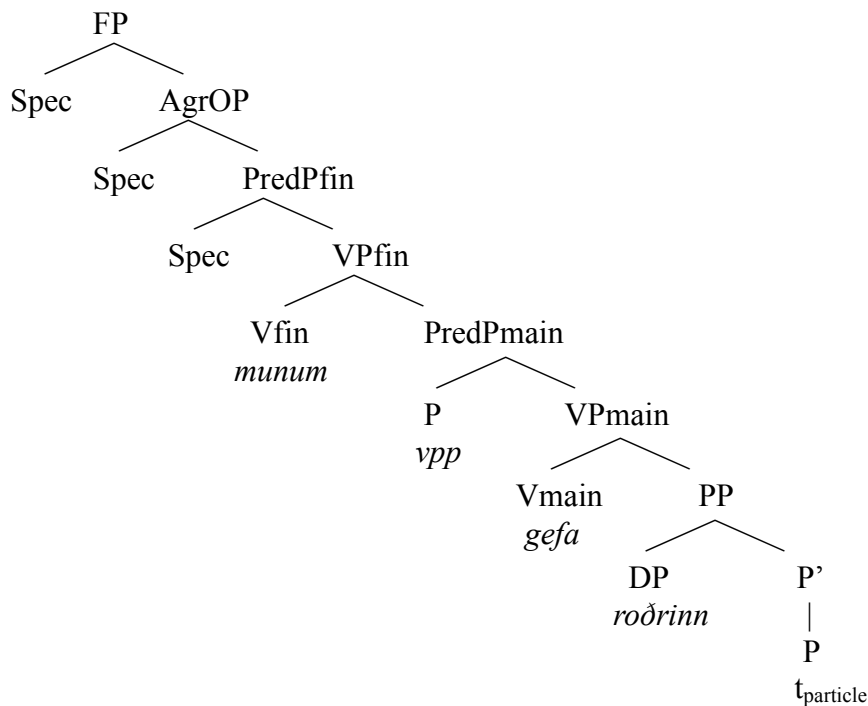 FP
Spec AgrOP
Spec PredPfin
Spec VPfin
Vfin PredPmain
munum
P VPmain
vpp
Vmain PP
gefa
DP P’
roðrinn
P
tparticle